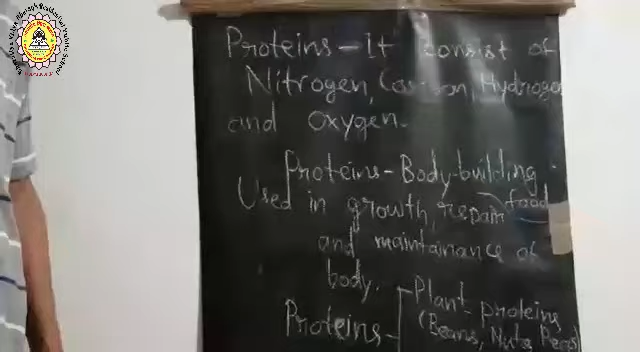 Proteins - It consist of
Nitrogen, Carbon, Hydrogen
and oxygen.
Proteins - Body-building
food
Used in growth, repair
and maintainance of
body.
Plant proteins
(Beans, Nuts, Peas)
Proteins